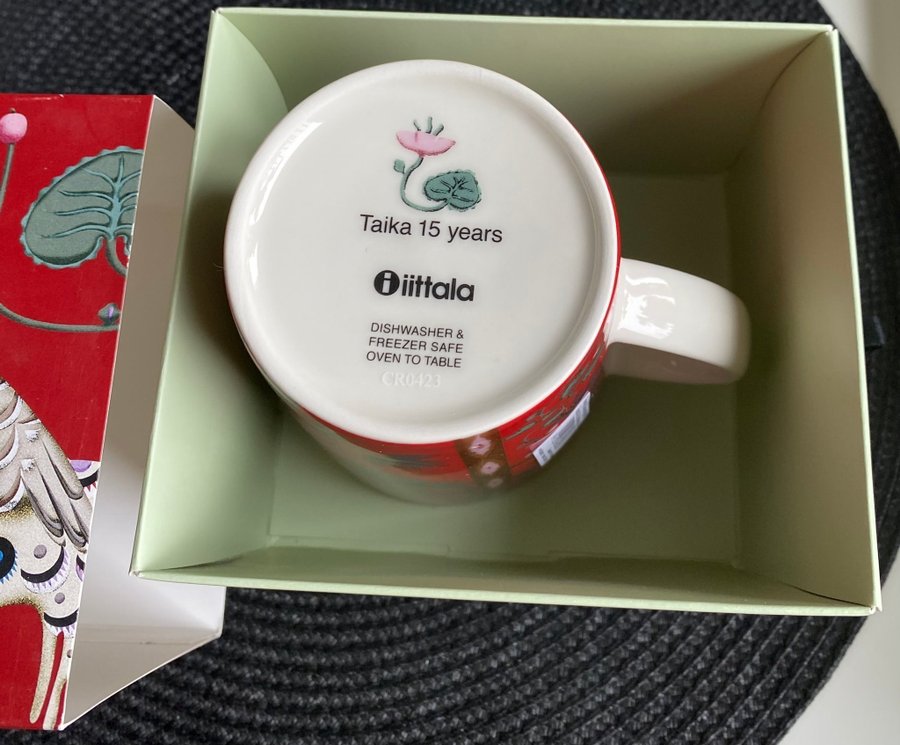 Taika 15 years
iittala
DISHWASHER &
FREEZER SAFE
OVEN TO TABLE
CR0423